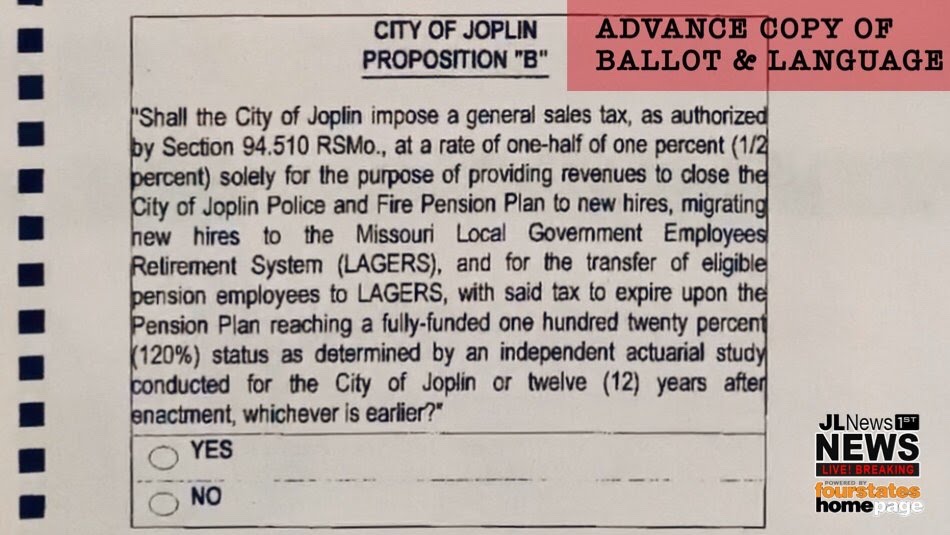 CITY OF JOPLIN
PROPOSITION "B"
ADVANCE COPY OF
BALLOT & LANGUAGE
"Shall the City of Joplin impose a general sales tax, as authorized
by Section 94.510 RSMo., at a rate of one-half of one percent (1/2
percent) solely for the purpose of providing revenues to close the
City of Joplin Police and Fire Pension Plan to new hires, migrating
new hires to the Missouri Local Government Employees
Retirement System (LAGERS), and for the transfer of eligible
pension employees to LAGERS, with said tax to expire upon the
Pension Plan reaching a fully-funded one hundred twenty percent
(120%) status as determined by an independent actuarial study
conducted for the City of Joplin or twelve (12) years after
enactment, whichever is earlier?"
YES
NO
JLNews 1ST
NEWS
LIVE! BREAKING
POWERED BY
fourstates
homepage